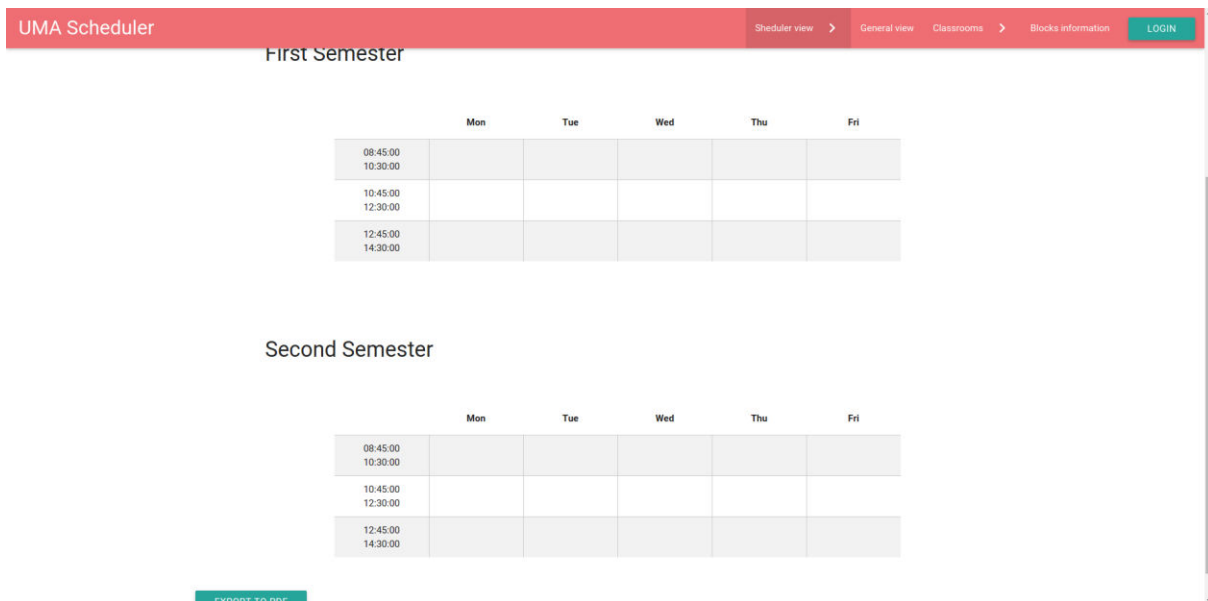 UMA Scheduler
Sheduler view
General view
Classrooms
Blocks information
LOGIN
First Semester
Mon Tue Wed Thu Fri
08:45:00
10:30:00
10:45:00
12:30:00
12:45:00
14:30:00
Second Semester
Mon Tue Wed Thu Fri
08:45:00
10:30:00
10:45:00
12:30:00
12:45:00
14:30:00
EXPORT TO PDF